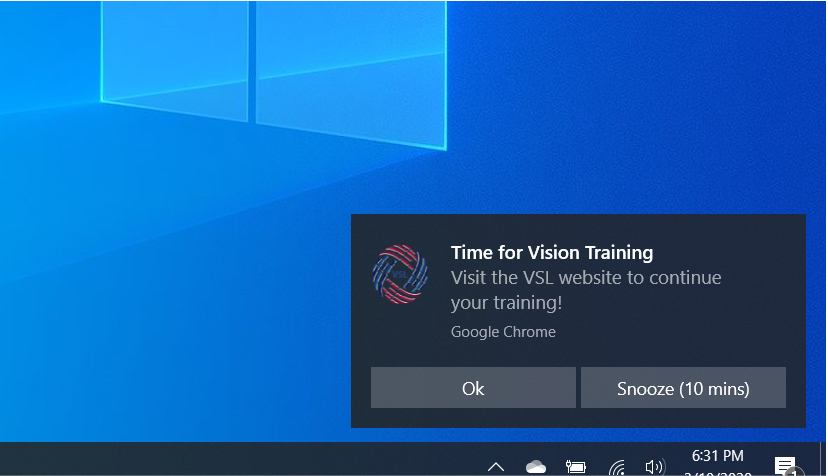 Time for Vision Training
Visit the VSL website to continue
your training!
VSL
Google Chrome
Ok
Snooze (10 mins)
6:31 PM